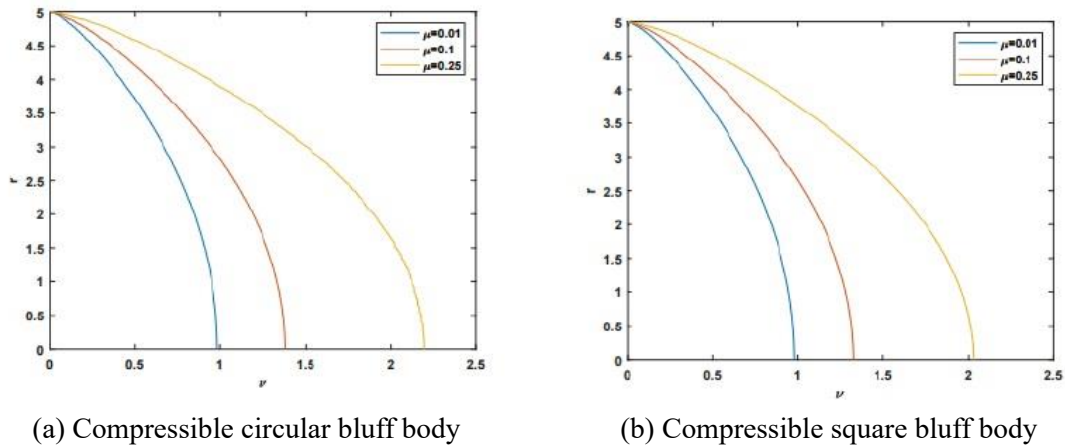 5
4.5
4
3.5
3
2.5
2
1.5
1
0.5
0
r
μ=0.01
μ=0.1
μ=0.25
0 0.5 1 1.5 2 2.5
ν
(a) Compressible circular bluff body
5
4.5
4
3.5
3
2.5
2
1.5
1
0.5
0
r
μ=0.01
μ=0.1
μ=0.25
0 0.5 1 1.5 2 2.5
ν
(b) Compressible square bluff body